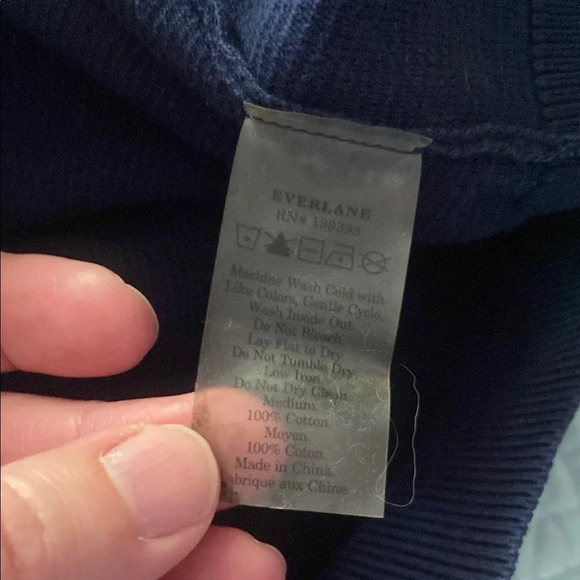 EVERLANE
RN# 139393
Machine Wash Cold with
Like Colors, Gentle Cycle,
Wash Inside Out.
Do Not Bleach.
Lay Flat to Dry
Do Not Tumble Dry.
Low Iron
Do Not Dry Clean
Medium.
100% Cotton
Moyen.
100% Coton.
Made in China.
abrique aux Chine